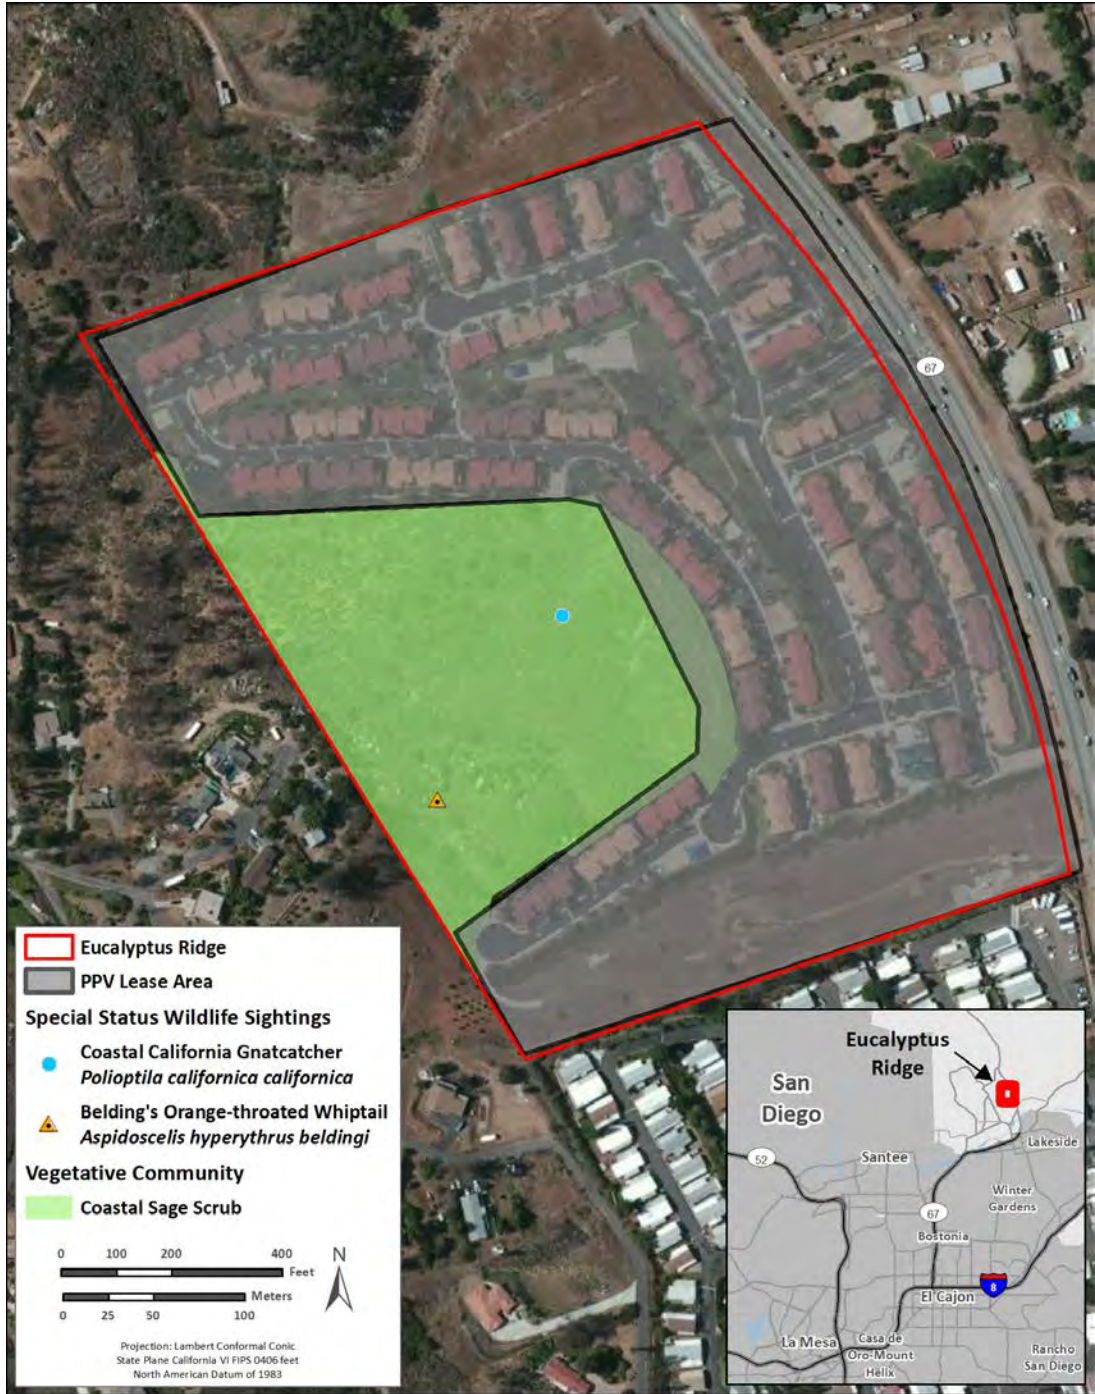 67
Eucalyptus Ridge
PPV Lease Area
Special Status Wildlife Sightings
Coastal California Gnatcatcher
Polioptila californica californica
Belding's Orange-throated Whiptail
Aspidoscelis hyperythrus beldingi
Vegetative Community
Coastal Sage Scrub
0 100 200 400
Feet
Meters
0 25 50 100
N
Projection: Lambert Conformal Conic
State Plane California VI FIPS 0406 feet
North American Datum of 1983
Eucalyptus
Ridge
San
Diego
Lakeside
52
Santee
Winter
Gardens
67
Bostonia
8
El Cajon
La Mesa
Casa de
Oro-Mount
Helix
Rancho
San Diego